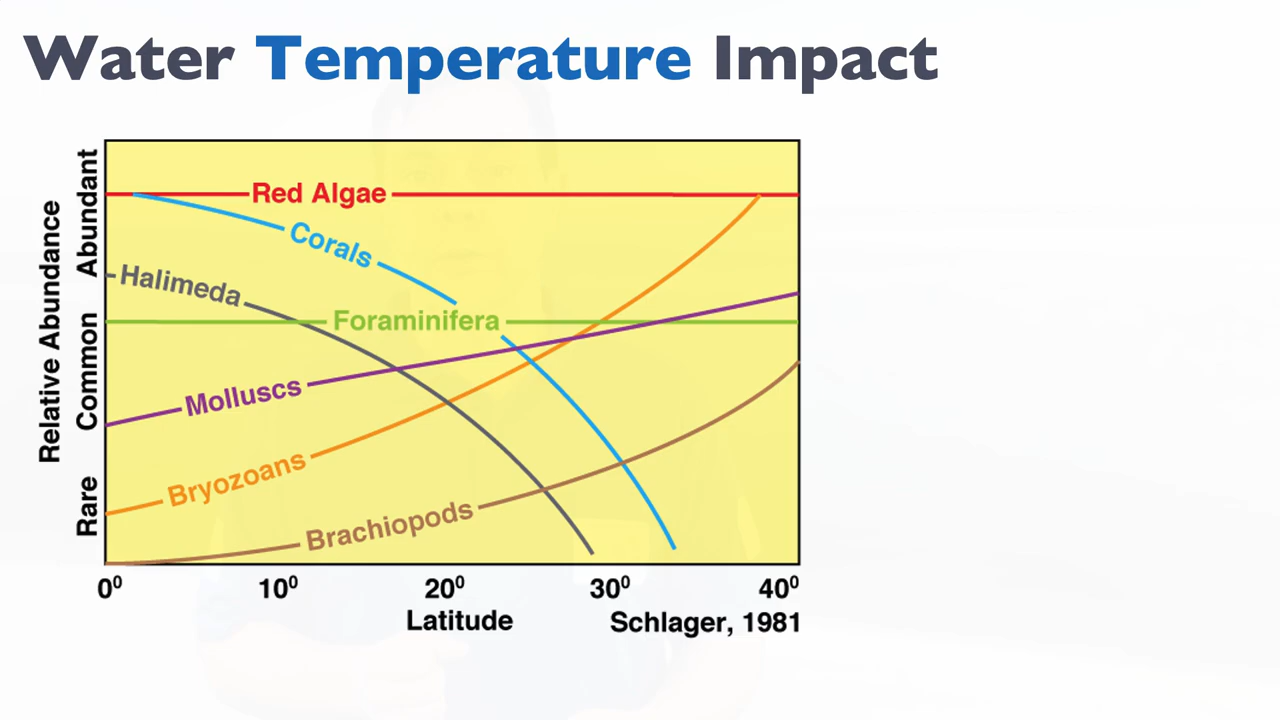 Water Temperature Impact
Relative Abundance
Abundant
Common
Rare
Red Algae
Corals
Halimeda
Foraminifera
Molluscs
Bryozoans
Brachiopods
0⁰ 10⁰ 20⁰ 30⁰ 40⁰
Latitude
Schlager, 1981